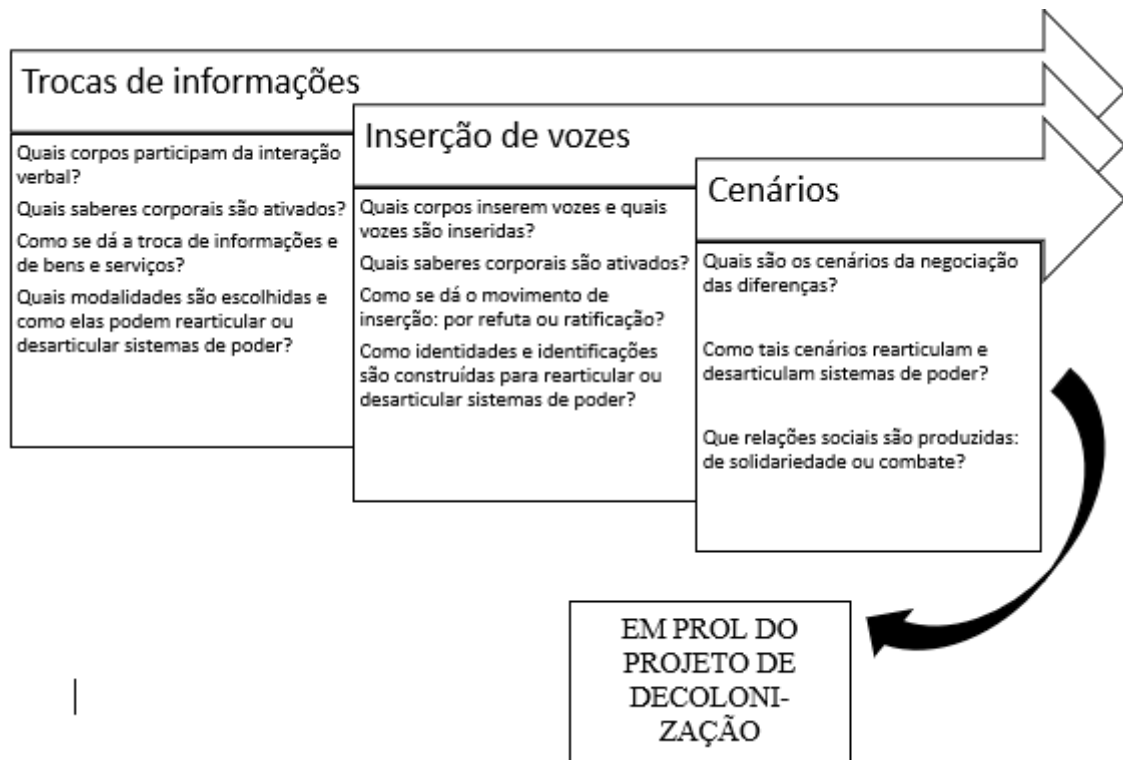 Trocas de informações
Quais corpos participam da interação
verbal?
Quais saberes corporais são ativados?
Como se dá a troca de informações e
de bens e serviços?
Quais modalidades são escolhidas e
como elas podem rearticular ou
desarticular sistemas de poder?
Inserção de vozes
Quais corpos inserem vozes e quais
vozes são inseridas?
Quais saberes corporais são ativados?
Como se dá o movimento de
inserção: por refuta ou ratificação?
Como identidades e identificações
são construídas para rearticular ou
desarticular sistemas de poder?
Cenários
Quais são os cenários da negociação
das diferenças?
Como tais cenários rearticulam e
desarticulam sistemas de poder?
Que relações sociais são produzidas:
de solidariedade ou combate?
EM PROL DO
PROJETO DE
DECOLONI-
ZAÇÃO